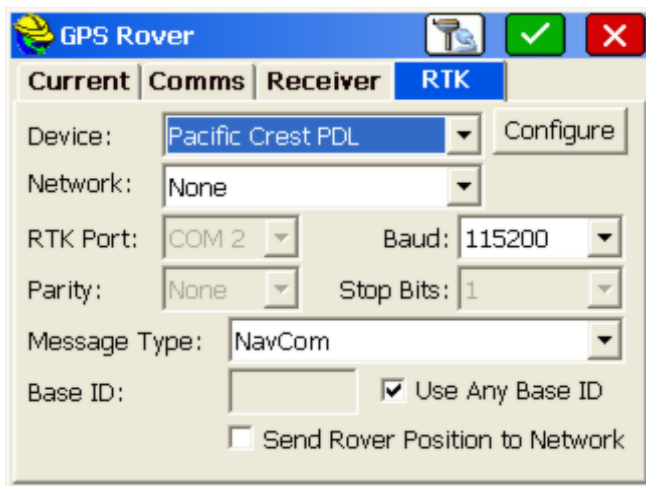 GPS Rover
Current Comms Receiver RTK
Device: Pacific Crest PDL Configure
Network: None
RTK Port: COM 2 Baud: 115200
Parity: None Stop Bits: 1
Message Type: NavCom
Base ID: Use Any Base ID
Send Rover Position to Network